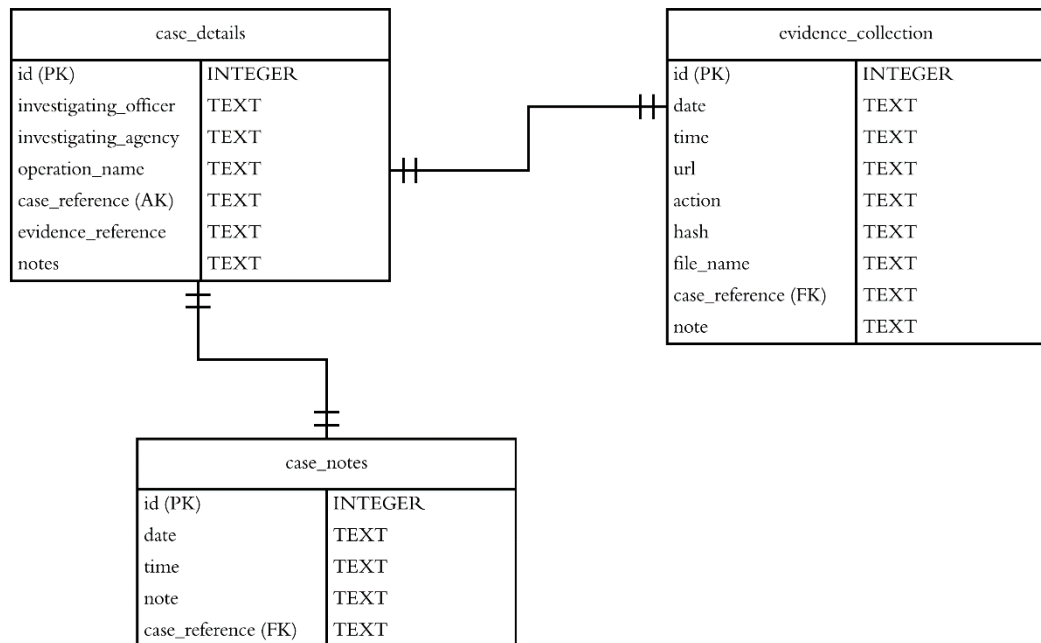 case_details
id (PK) INTEGER
investigating_officer TEXT
investigating_agency TEXT
operation_name TEXT
case_reference (AK) TEXT
evidence_reference TEXT
notes TEXT
evidence_collection
id (PK) INTEGER
date TEXT
time TEXT
url TEXT
action TEXT
hash TEXT
file_name TEXT
case_reference (FK) TEXT
note TEXT
case_notes
id (PK) INTEGER
date TEXT
time TEXT
note TEXT
case_reference (FK) TEXT